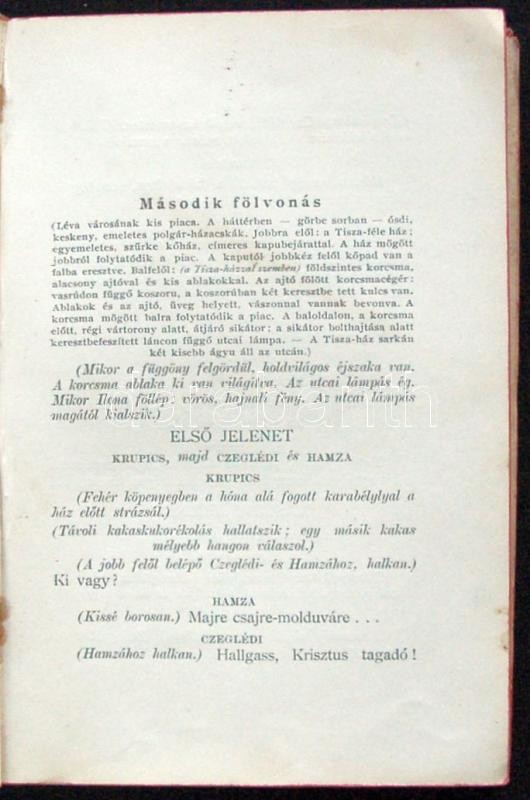 Második fölvonás
(Léva városának kis piaca. A háttérben — görbe sorban — ósdi,
keskeny, emeletes polgár-házacskák, jobbra elől: a Tisza-féle ház;
egyemeletes, szürke kőház, címeres kapubejárattal. A ház mögött
jobbról folytatódik a piac. A kaputól jobbkéz felől kőpad van a
falba eresztve. Balfelől: (a Tisza-házzal szemben) földszintes korcsma,
alacsony ajtóval és kis ablakokkal. Az ajtó fölött korcsmacégér:
vasrúdon függő koszoru, a koszorúban két keresztbe tett kulcs van.
Ablakok és az ajtó, üveg helyett, vászonnal vannak bevonva. A
korcsma mögött balra folytatódik a piac. A baloldalon, a korcsma
előtt, régi vártorony alatt, átjáró sikátor; a sikátor bolthajtása alatt
keresztbefeszített láncon függő utcai lámpa. — A Tisza-ház sarkán
két kisebb ágyu áll az utcán.)
(Mikor a függöny felgördül, holdvilágos éjszaka van.
A korcsma ablaka ki van világitva. Az utcai lámpás ég.
Mikor Ilona föllép: vörös, hajnali fény. Az utcai lámpás
magától kialszik.)
ELSŐ JELENET
KRUPICS, majd CZEGLÉDI és HAMZA
KRUPICS
(Fehér köpenyegben a hóna alá fogott karabélylyal a
ház előtt strázsál.)
(Távoli kakaskukorékolás hallatszik; egy másik kakas
mélyebb hangon válaszol.)
(A jobb felől belépő Czeglédi- és Hamzához, halkan.)
Ki vagy?
HAMZA
(Kissé borosan.) Majre csajre-molduváre . . .
CZEGLÉDI
(Hamzához halkan.) Hallgass, Krisztus tagadó!
darabanth